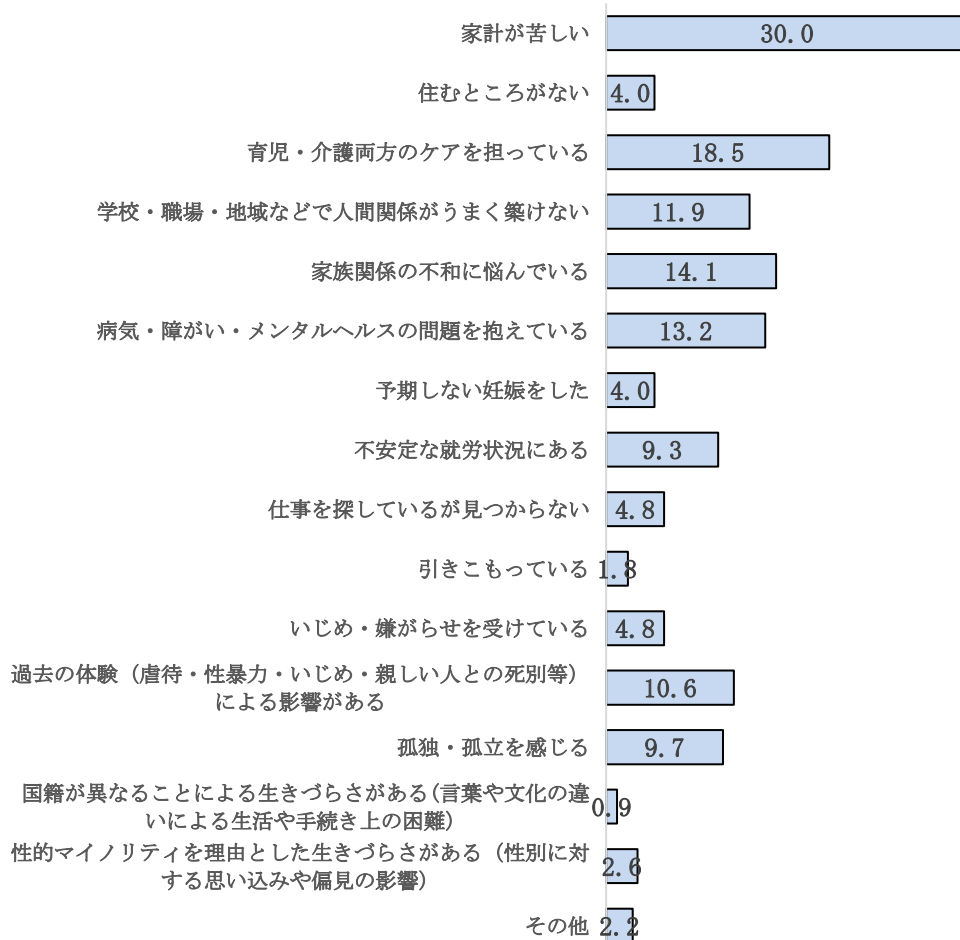 家計が苦しい 30.0
住むところがない 4.0
育児・介護両方のケアを担っている 18.5
学校・職場・地域などで人間関係がうまく築けない 11.9
家族関係の不和に悩んでいる 14.1
病気・障がい・メンタルヘルスの問題を抱えている 13.2
予期しない妊娠をした 4.0
不安定な就労状況にある 9.3
仕事を探しているが見つからない 4.8
引きこもっている 1.8
いじめ・嫌がらせを受けている 4.8
過去の体験（虐待・性暴力・いじめ・親しい人との死別等）
による影響がある 10.6
孤独・孤立を感じる 9.7
国籍が異なることによる生きづらさがある(言葉や文化の違
いによる生活や手続き上の困難） 0.9
性的マイノリティを理由とした生きづらさがある（性別に対
する思い込みや偏見の影響） 2.6
その他 2.2